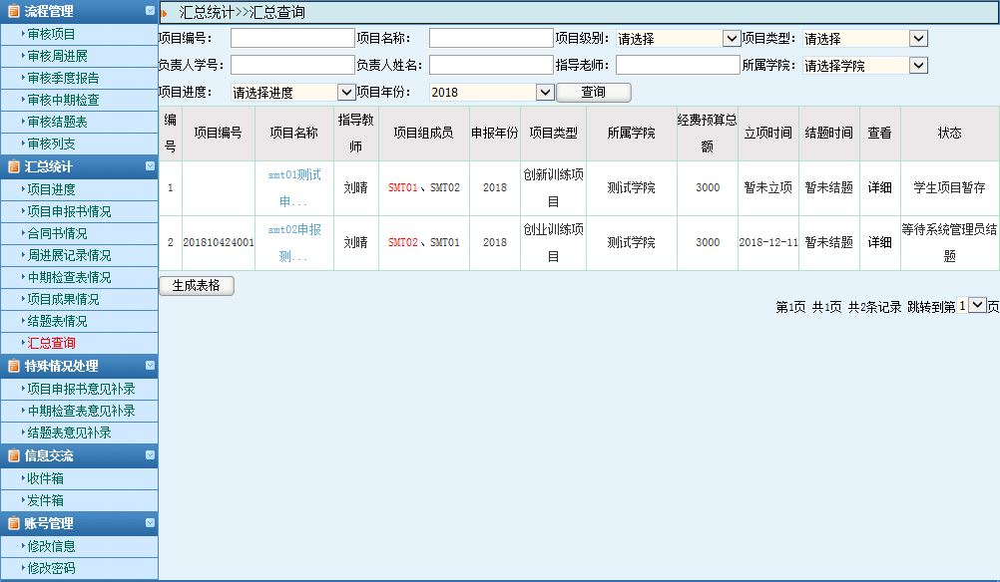 流程管理
审核项目
审核周进展
审核季度报告
审核中期检查
审核结题表
审核列支
汇总统计
项目进度
项目申报书情况
合同书情况
周进展记录情况
中期检查表情况
项目成果情况
结题表情况
汇总查询
特殊情况处理
项目申报书意见补录
中期检查表意见补录
结题表意见补录
信息交流
收件箱
发件箱
账号管理
修改信息
修改密码
汇总统计>>汇总查询
项目编号： 项目名称： 项目级别： 请选择 项目类型： 请选择
负责人学号： 负责人姓名： 指导老师： 所属学院： 请选择学院
项目进度： 请选择进度 项目年份： 2018 查询
编号 项目编号 项目名称 指导教师 项目组成员 申报年份 项目类型 所属学院 经费预算总额 立项时间 结题时间 查看 状态
1 smt01测试申... 刘晴 SMT01、SMT02 2018 创新训练项目 测试学院 3000 暂未立项 暂未结题 详细 学生项目暂存
2 201810424001 smt02申报测... 刘晴 SMT02、SMT01 2018 创业训练项目 测试学院 3000 2018-12-11 暂未结题 详细 等待系统管理员结题
生成表格
第1页 共1页 共2条记录 跳转到第 1 页